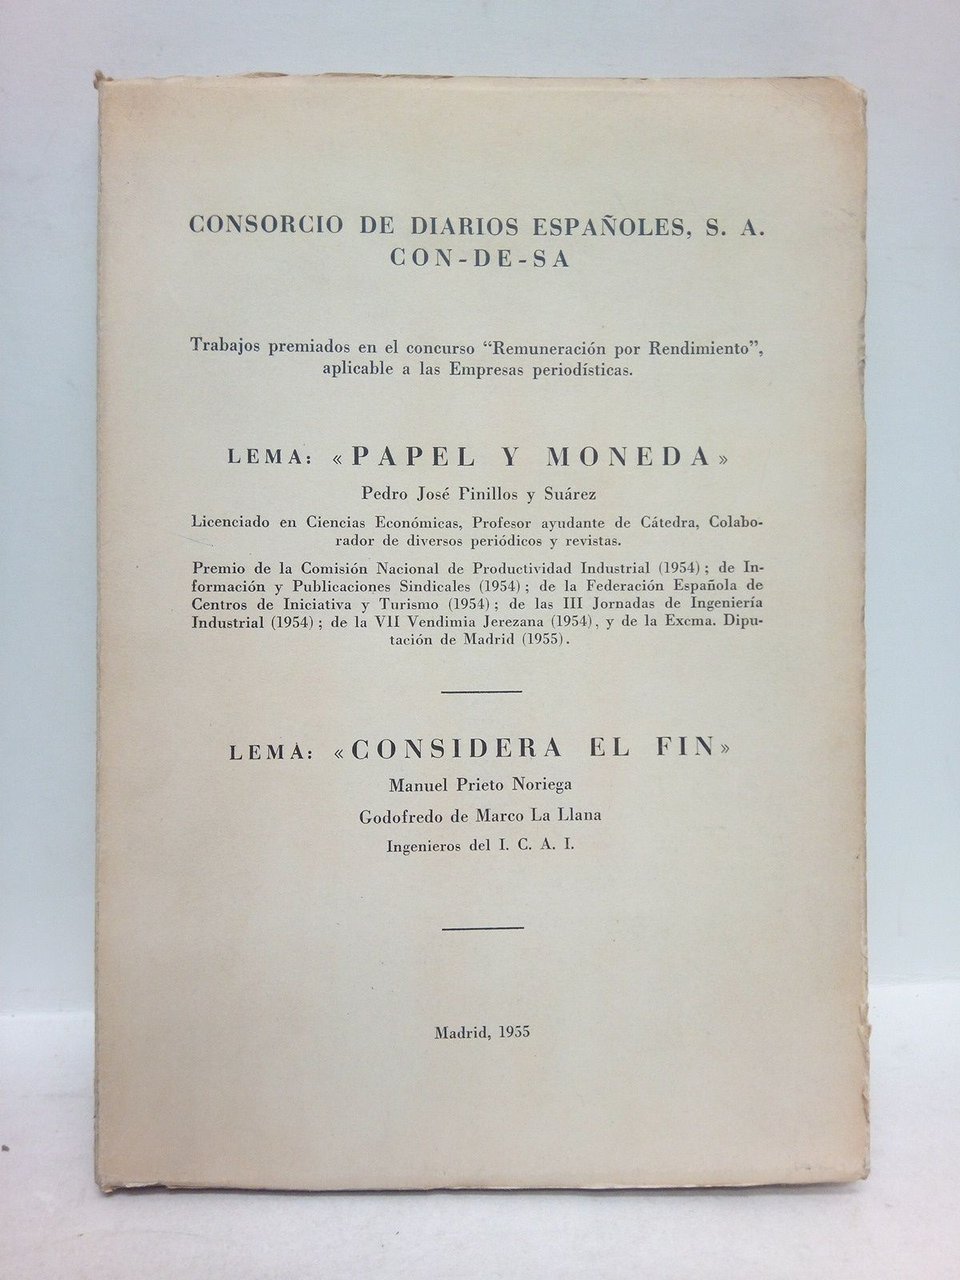 CONSORCIO DE DIARIOS ESPAÑOLES, S. A.
CON-DE-SA
Trabajos premiados en el concurso “Remuneración por Rendimiento”,
aplicable a las Empresas periodísticas.
LEMA: «PAPEL Y MONEDA»
Pedro José Pinillos y Suárez
Licenciado en Ciencias Económicas, Profesor ayudante de Cátedra, Colabo-
rador de diversos periódicos y revistas.
Premio de la Comisión Nacional de Productividad Industrial (1954); de In-
formación y Publicaciones Sindicales (1954); de la Federación Española de
Centros de Iniciativa y Turismo (1954); de las III Jornadas de Ingeniería
Industrial (1954); de la VII Vendimia Jerezana (1954), y de la Excma. Dipu-
tación de Madrid (1955).
LEMA: «CONSIDERA EL FIN»
Manuel Prieto Noriega
Godofredo de Marco La Llana
Ingenieros del I. C. A. I.
Madrid, 1955